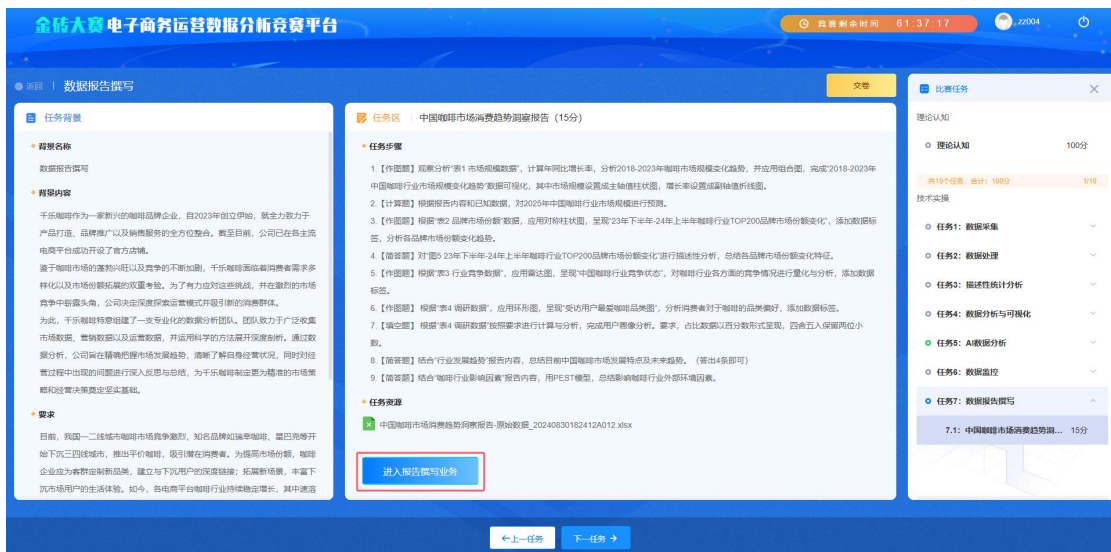 金砖大赛 电子商务运营数据分析竞赛平台
竞赛剩余时间 61:37:17
zz004
返回 | 数据报告撰写
交卷
任务背景
背景名称
数据报告撰写
背景内容
千乐咖啡作为一家新兴的咖啡品牌企业，自2023年创立伊始，就全力致力于
产品打造、品牌推广以及销售服务的全方位整合。截至目前，公司已在各主流
电商平台成功开设了官方店铺。
鉴于咖啡市场的蓬勃兴旺以及竞争的不断加剧，千乐咖啡面临着消费者需求多
样化以及市场份额拓展的双重考验。为了有力应对这些挑战，并在激烈的市场
竞争中崭露头角，公司决定深度探索运营模式并吸引新的消费群体。
为此，千乐咖啡特意组建了一支专业化的数据分析团队。团队致力于广泛收集
市场数据、营销数据以及运营数据，并运用科学的方法展开深度剖析。通过数
据分析，公司旨在精确把握市场发展趋势，清晰了解自身经营状况，同时对经
营过程中出现的问题进行深入反思与总结，为千乐咖啡制定更为精准的市场策
略和经营决策奠定坚实基础。
要求
目前，我国一二线城市咖啡市场竞争激烈，知名品牌如瑞幸咖啡、星巴克等开
始下沉三四线城市，推出平价咖啡，吸引潜在消费者。为提高市场份额，咖啡
企业应为客群定制新品类，建立与下沉用户的深度链接；拓展新场景，丰富下
沉市场用户的生活体验。如今，各电商平台咖啡行业持续稳定增长，其中速溶
任务区 | 中国咖啡市场消费趋势洞察报告（15分）
任务步骤
1.【作图题】观察分析“表1 市场规模数据”，计算年同比增长率，分析2018-2023年咖啡市场规模变化趋势，并应用组合图，完成“2018-2023年
中国咖啡行业市场规模变化趋势”数据可视化，其中市场规模设置成主轴值柱状图，增长率设置成副轴值折线图。
2.【计算题】根据报告内容和已知数据，对2025年中国咖啡行业市场规模进行预测。
3.【作图题】根据“表2 品牌市场份额”数据，应用对称柱状图，呈现“23年下半年-24年上半年咖啡行业TOP200品牌市场份额变化”，添加数据标
签，分析各品牌市场份额变化趋势。
4.【简答题】对“图5 23年下半年-24年上半年咖啡行业TOP200品牌市场份额变化”进行描述性分析，总结各品牌市场份额变化特征。
5.【作图题】根据“表3 行业竞争数据”，应用雷达图，呈现“中国咖啡行业竞争状态”，对咖啡行业各方面的竞争情况进行量化与分析，添加数据
标签。
6.【作图题】根据“表4 调研数据”，应用环形图，呈现“受访用户最爱咖啡品类图”，分析消费者对于咖啡的品类偏好，添加数据标签。
7.【填空题】根据“表4 调研数据”按照要求进行计算与分析，完成用户画像分析。要求，占比数据以百分数形式呈现，四舍五入保留两位小
数。
8.【简答题】结合“行业发展趋势”报告内容，总结目前中国咖啡市场发展特点及未来趋势。（答出4条即可）
9.【简答题】结合“咖啡行业影响因素”报告内容，用PEST模型，总结影响咖啡行业外部环境因素。
任务资源
中国咖啡市场消费趋势洞察报告-原始数据_20240830182412A012.xlsx
进入报告撰写业务
比赛任务
理论认知
理论认知 100分
共19个任务，合计：100分 1/10
技术实操
任务1：数据采集
任务2：数据处理
任务3：描述性统计分析
任务4：数据分析与可视化
任务5：AI数据分析
任务6：数据监控
任务7：数据报告撰写
7.1：中国咖啡市场消费趋势洞... 15分
←上一任务
下一任务→